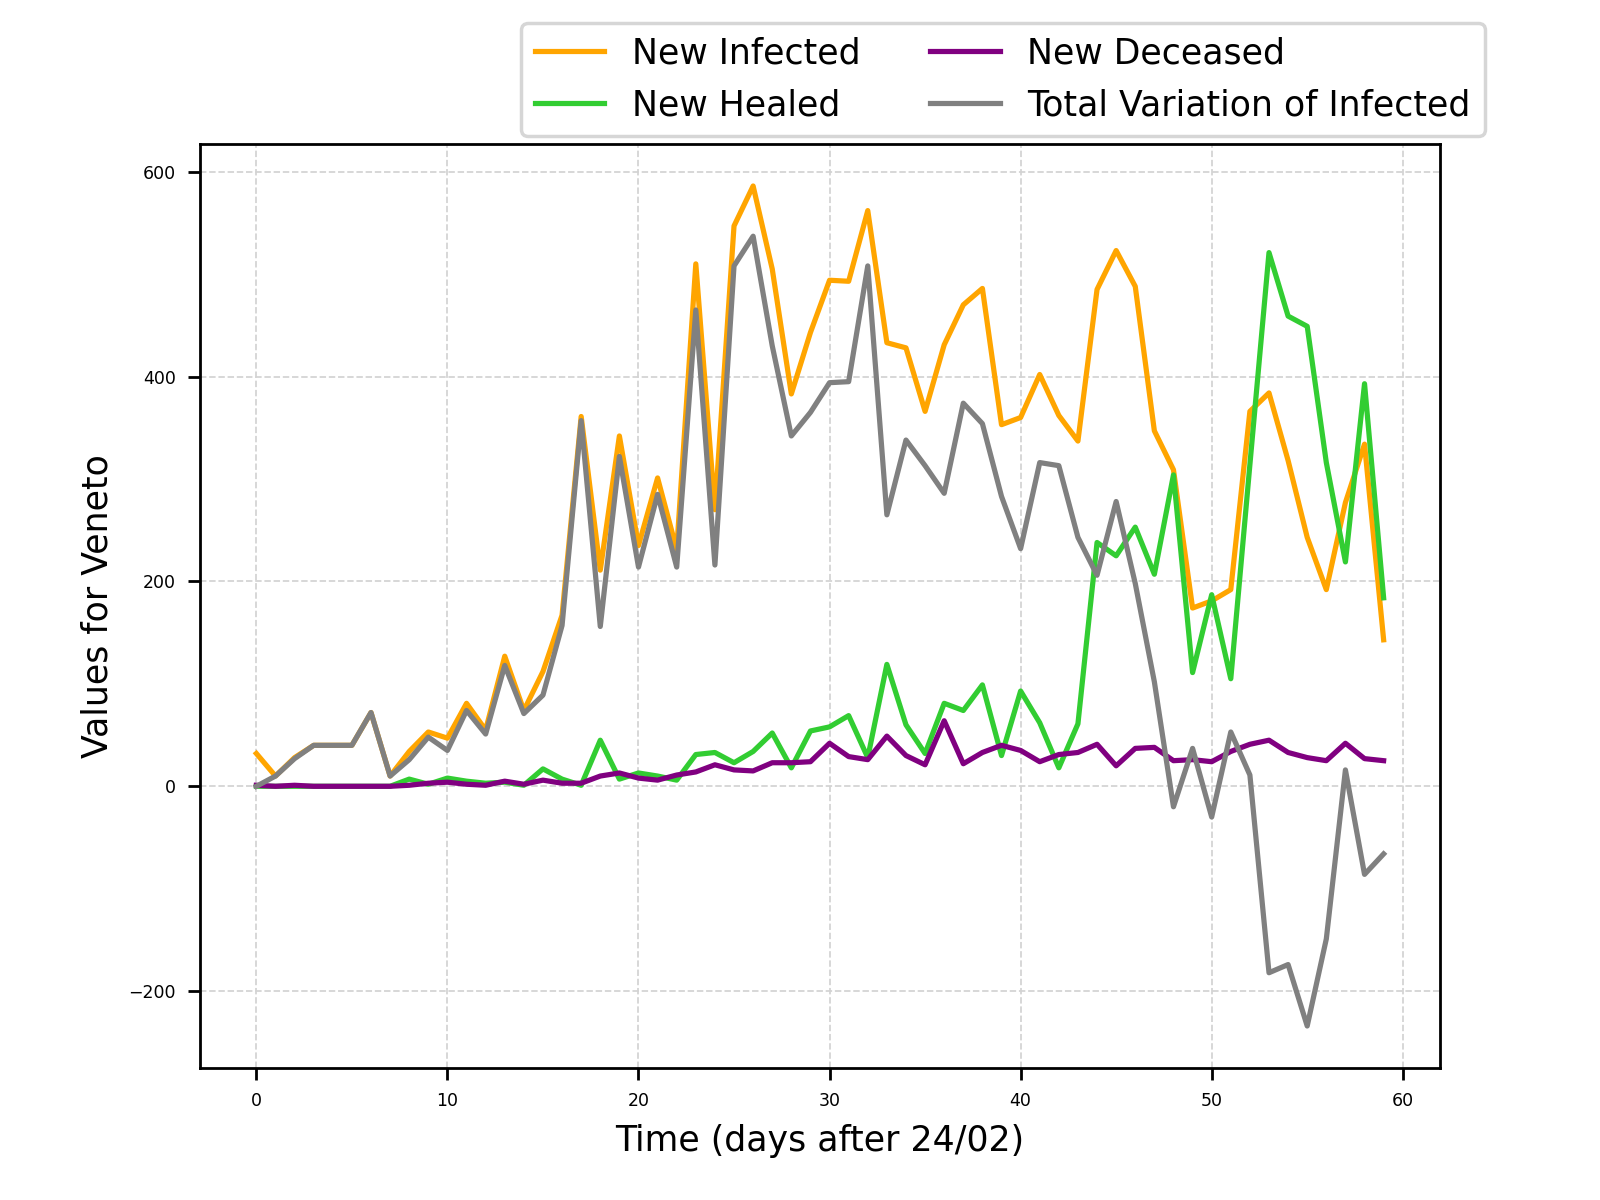 New Infected
New Healed
New Deceased
Total Variation of Infected
600
400
200
0
−200
Values for Veneto
0 10 20 30 40 50 60
Time (days after 24/02)